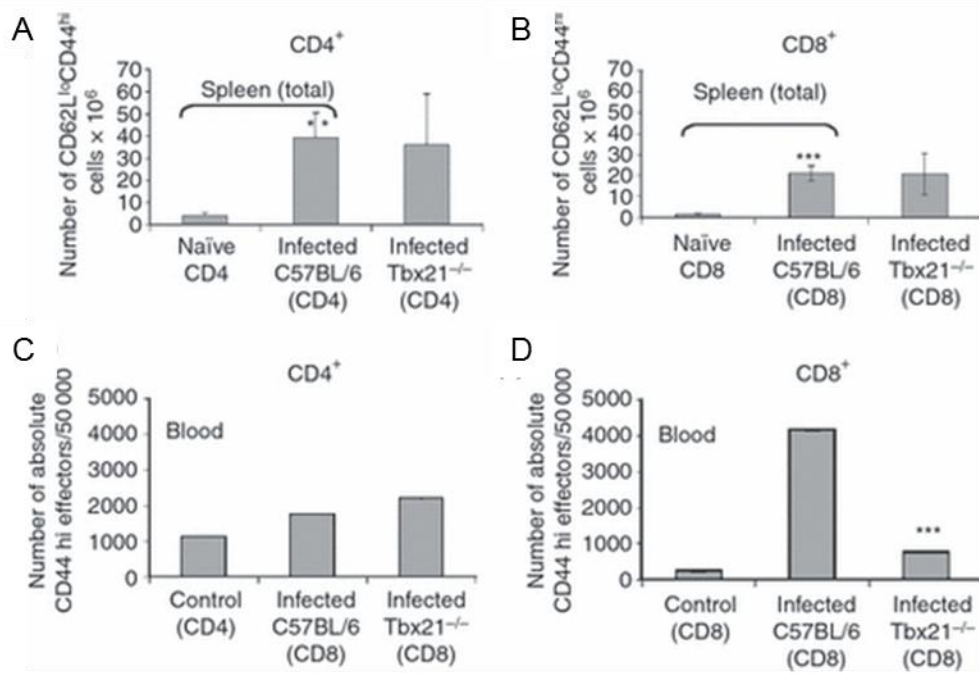 A
CD4⁺
Number of CD62LˡᵒCD44ʰⁱ
cells × 10⁶
70
60
50
40
30
20
10
0
Spleen (total)
* *
Naïve
CD4
Infected
C57BL/6
(CD4)
Infected
Tbx21⁻/⁻
(CD4)
B
CD8⁺
Number of CD62LˡᵒCD44
cells × 10⁶
70
60
50
40
30
20
10
0
Spleen (total)
***
Naïve
CD8
Infected
C57BL/6
(CD8)
Infected
Tbx21⁻/⁻
(CD8)
C
CD4⁺
Number of absolute
CD44 hi effectors/50 000
5000
4000
3000
2000
1000
0
Blood
Control
(CD4)
Infected
C57BL/6
(CD8)
Infected
Tbx21⁻/⁻
(CD8)
D
CD8⁺
Number of absolute
CD44 hi effectors/50 000
5000
4000
3000
2000
1000
0
Blood
***
Control
(CD8)
Infected
C57BL/6
(CD8)
Infected
Tbx21⁻/⁻
(CD8)